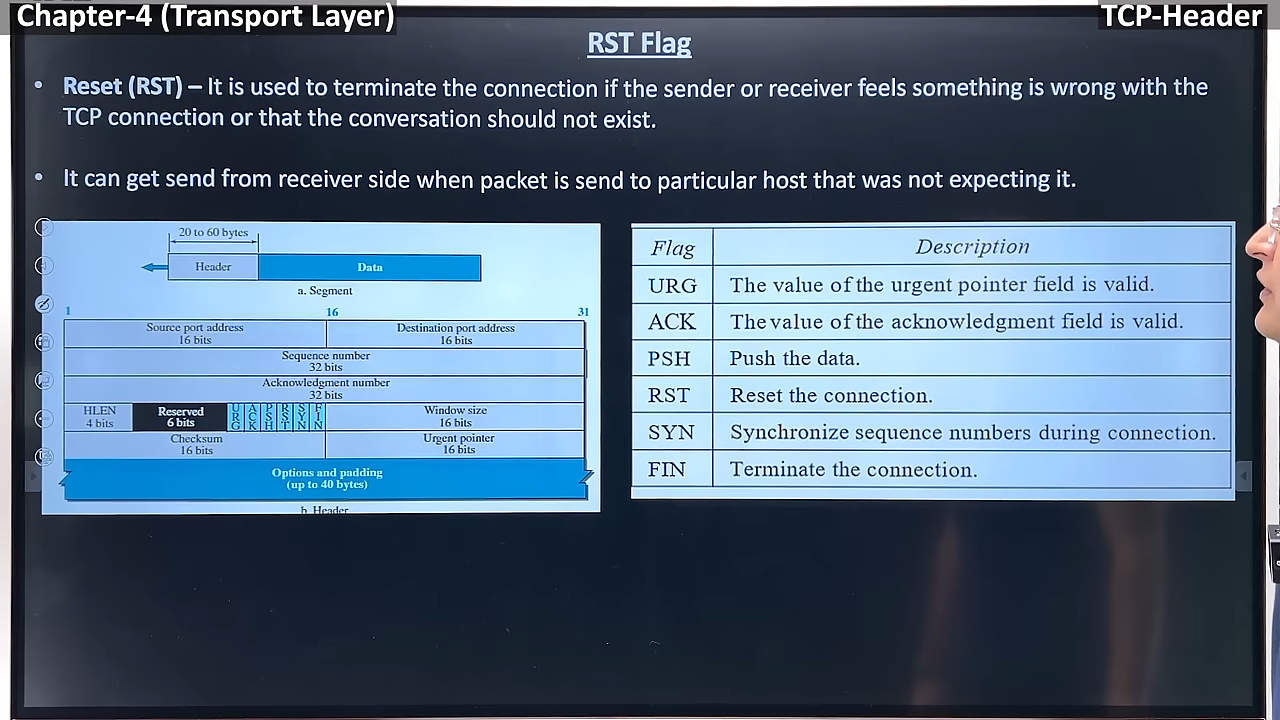 Chapter-4 (Transport Layer)
TCP-Header
RST Flag
• Reset (RST) – It is used to terminate the connection if the sender or receiver feels something is wrong with the
TCP connection or that the conversation should not exist.
• It can get send from receiver side when packet is send to particular host that was not expecting it.
20 to 60 bytes
Header
Data
a. Segment
1
16
31
Source port address
16 bits
Destination port address
16 bits
Sequence number
32 bits
Acknowledgment number
32 bits
HLEN
4 bits
Reserved
6 bits
URG
ACK
PSH
RST
SYN
FIN
Window size
16 bits
Checksum
16 bits
Urgent pointer
16 bits
Options and padding
(up to 40 bytes)
b. Header
Flag Description
URG The value of the urgent pointer field is valid.
ACK The value of the acknowledgment field is valid.
PSH Push the data.
RST Reset the connection.
SYN Synchronize sequence numbers during connection.
FIN Terminate the connection.